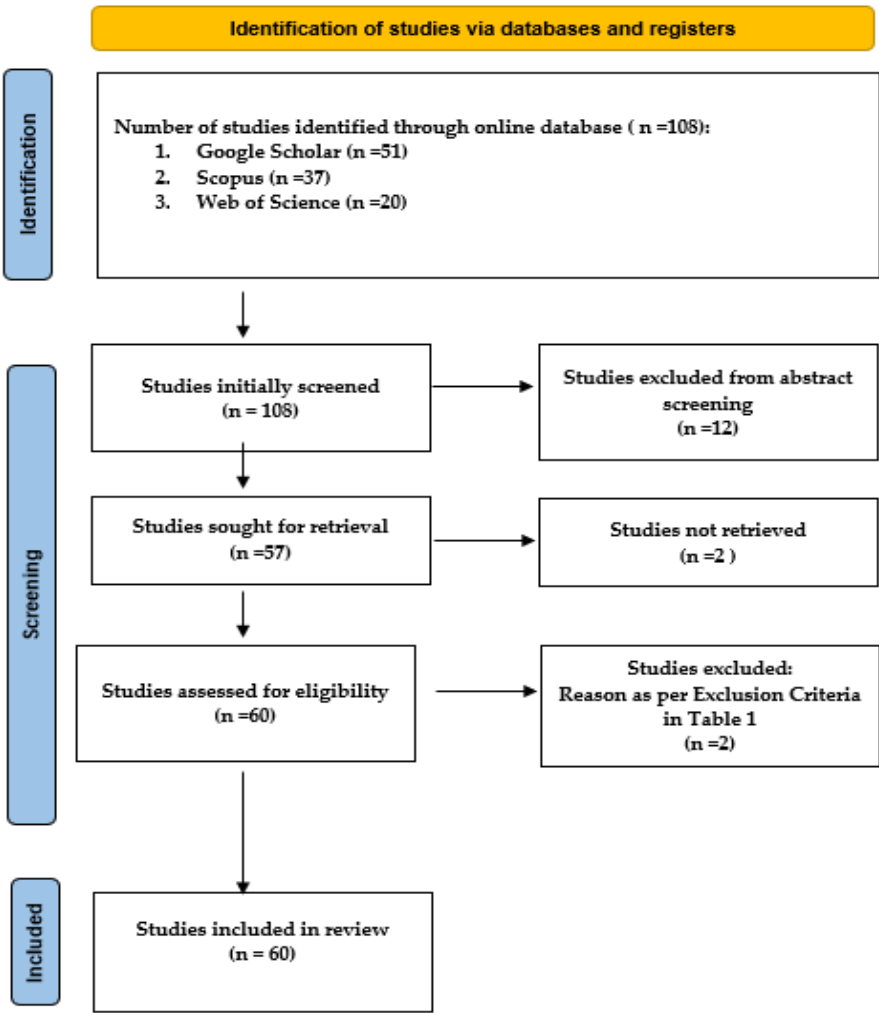 Identification of studies via databases and registers
Identification
Number of studies identified through online database ( n =108):
1. Google Scholar (n =51)
2. Scopus (n =37)
3. Web of Science (n =20)
Screening
Studies initially screened
(n = 108)
Studies excluded from abstract
screening
(n =12)
Studies sought for retrieval
(n =57)
Studies not retrieved
(n =2 )
Studies assessed for eligibility
(n =60)
Studies excluded:
Reason as per Exclusion Criteria
in Table 1
(n =2)
Included
Studies included in review
(n = 60)